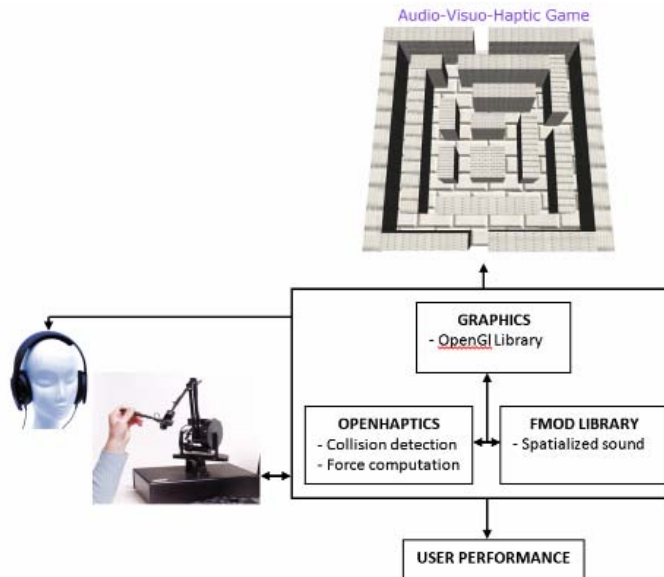 Audio-Visuo-Haptic Game
GRAPHICS
- OpenGl Library
OPENHAPTICS
- Collision detection
- Force computation
FMOD LIBRARY
- Spatialized sound
USER PERFORMANCE